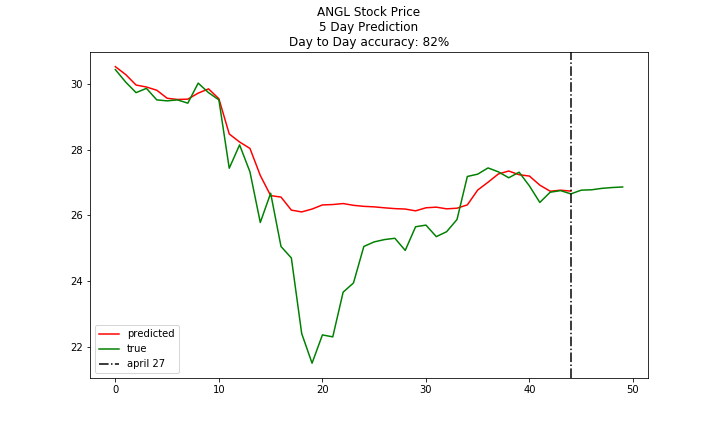 ANGL Stock Price
5 Day Prediction
Day to Day accuracy: 82%
30
28
26
24
22
predicted
true
april 27
0 10 20 30 40 50